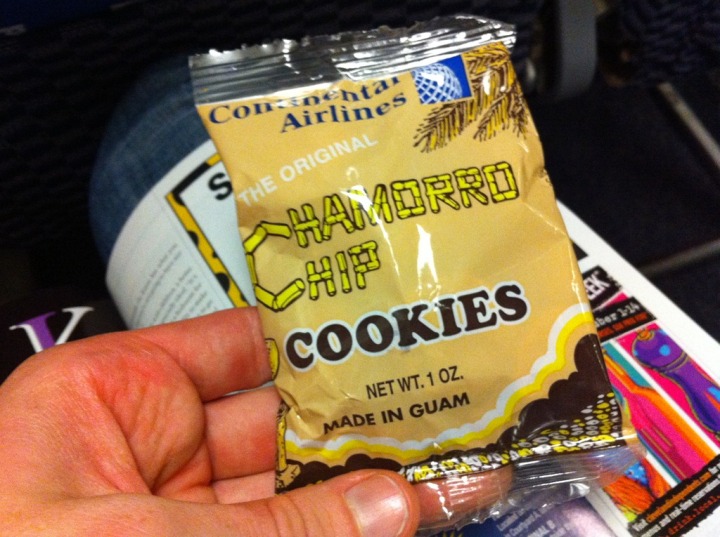 Continental
Airlines
THE ORIGINAL
CHAMORRO
CHIP
COOKIES
NET WT. 1 OZ.
MADE IN GUAM